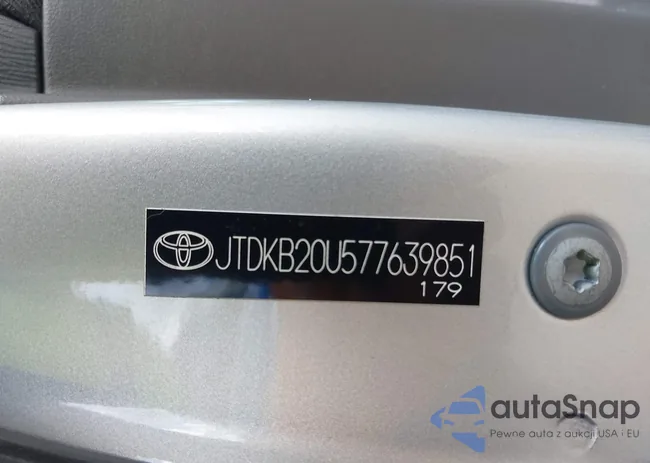 JTDKB20U577639851
179
autaSnap
Pewne auta z aukcji USA i EU